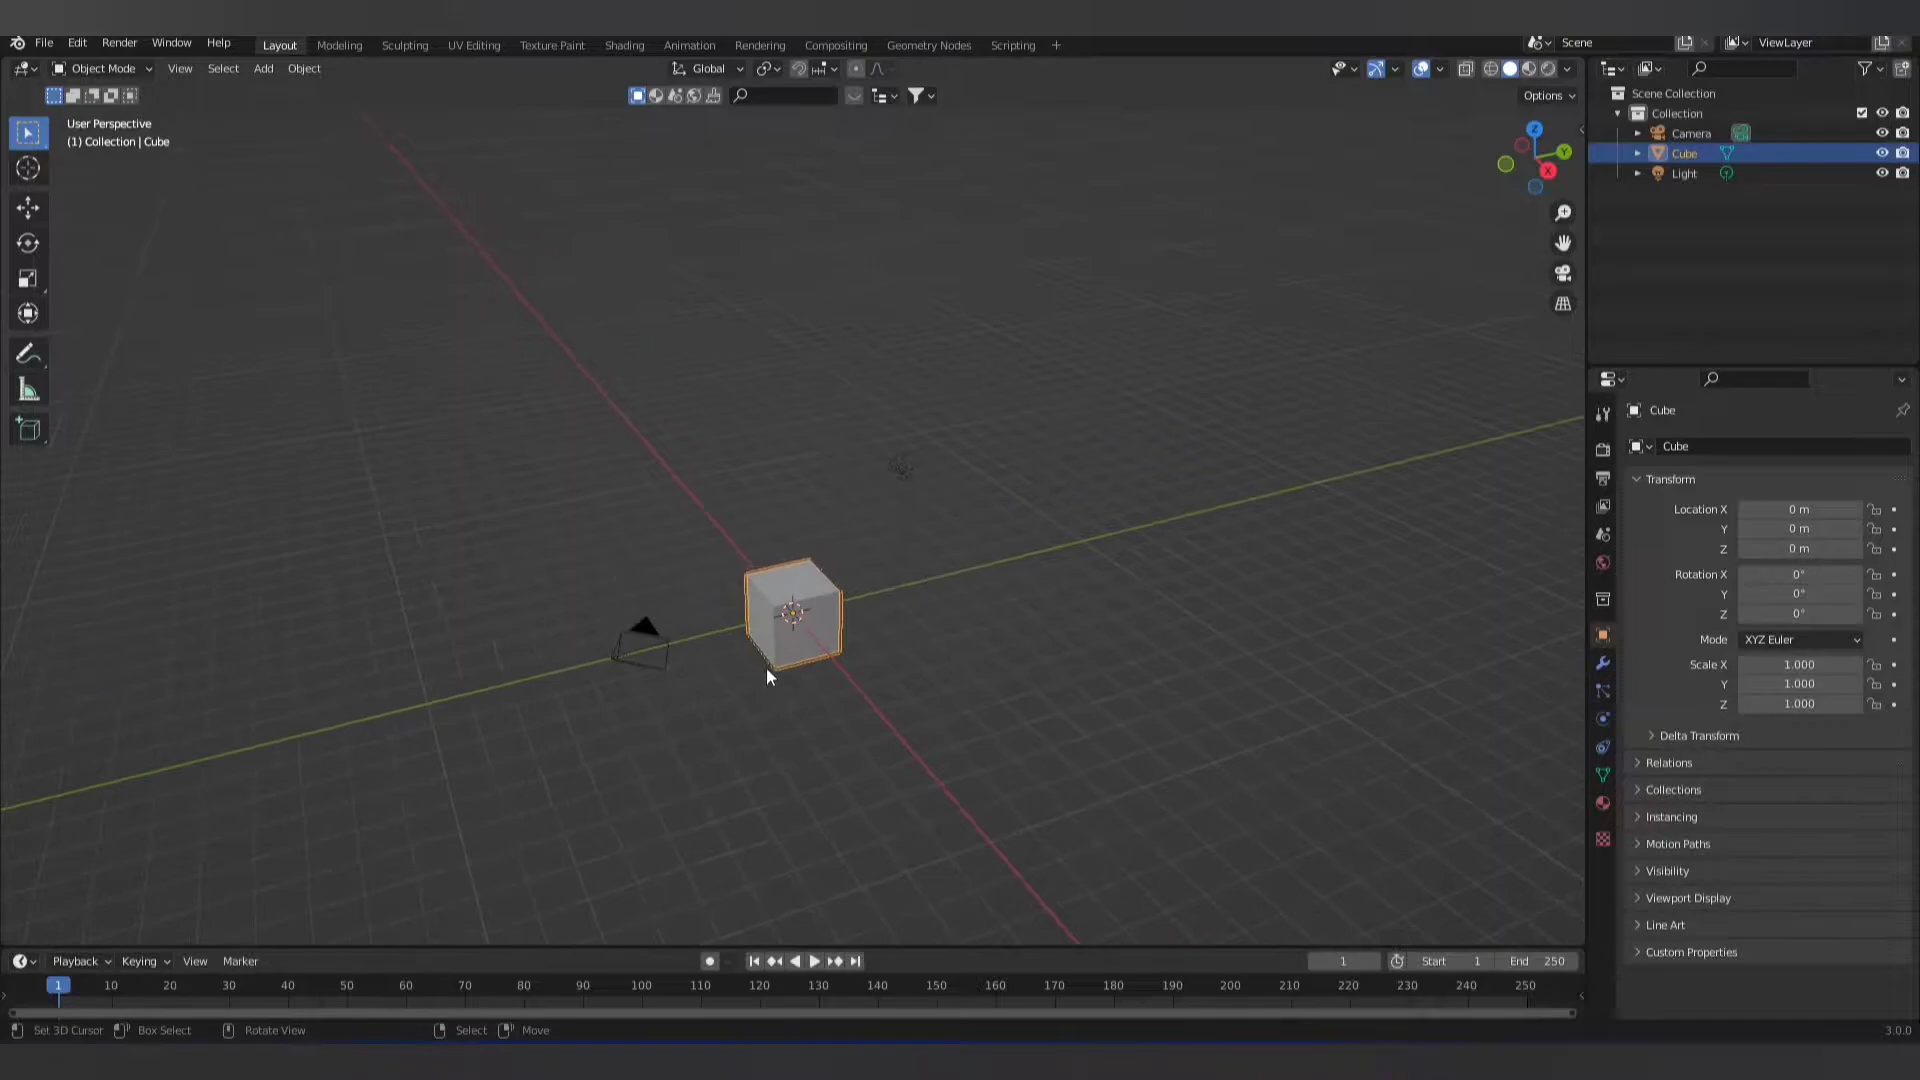 File Edit Render Window Help Layout Modeling Sculpting UV Editing Texture Paint Shading Animation Rendering Compositing Geometry Nodes Scripting + Scene ViewLayer
Object Mode View Select Add Object Global
Options
User Perspective
(1) Collection | Cube
Z
Y
X
Scene Collection
Collection
Camera
Cube
Light
Cube
Cube
Transform
Location X 0 m
Y 0 m
Z 0 m
Rotation X 0°
Y 0°
Z 0°
Mode XYZ Euler
Scale X 1.000
Y 1.000
Z 1.000
Delta Transform
Relations
Collections
Instancing
Motion Paths
Visibility
Viewport Display
Line Art
Custom Properties
Playback Keying View Marker 1 Start 1 End 250
1 10 20 30 40 50 60 70 80 90 100 110 120 130 140 150 160 170 180 190 200 210 220 230 240 250
Set 3D Cursor Box Select Rotate View Select Move 3.0.0